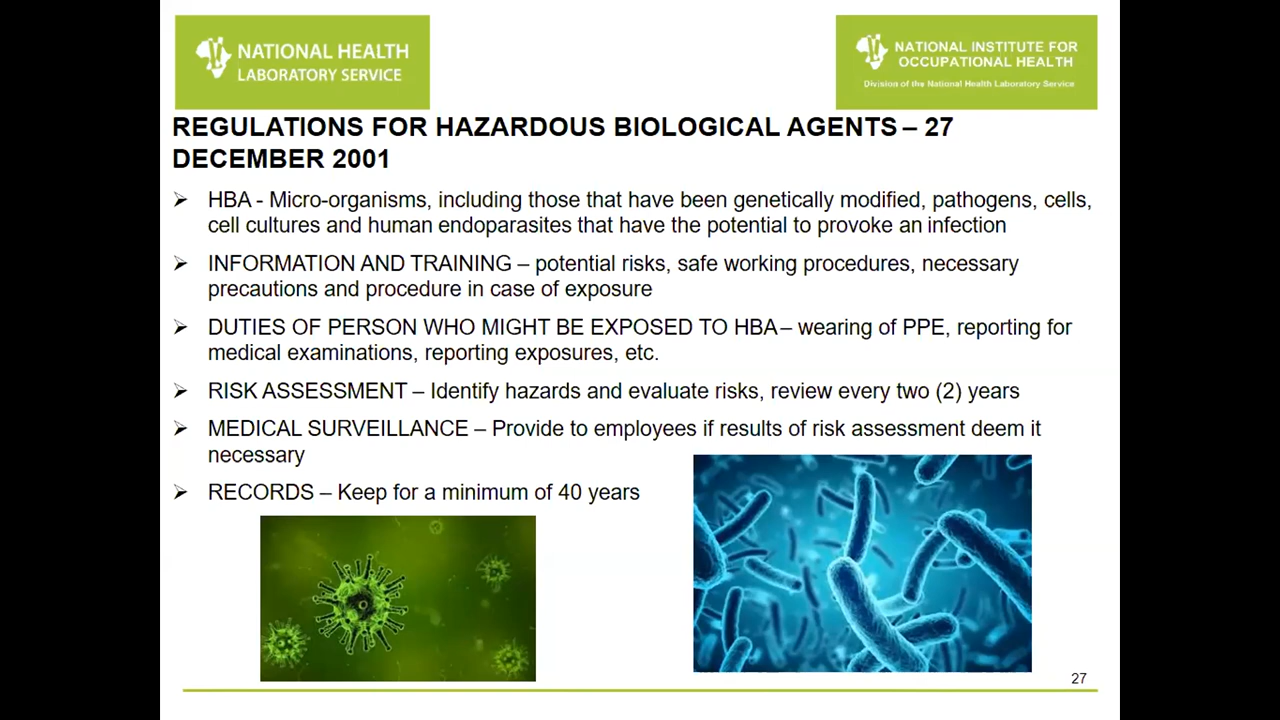 NATIONAL HEALTH
LABORATORY SERVICE
NATIONAL INSTITUTE FOR
OCCUPATIONAL HEALTH
Division of the National Health Laboratory Service
REGULATIONS FOR HAZARDOUS BIOLOGICAL AGENTS – 27
DECEMBER 2001
➢ HBA - Micro-organisms, including those that have been genetically modified, pathogens, cells,
cell cultures and human endoparasites that have the potential to provoke an infection
➢ INFORMATION AND TRAINING – potential risks, safe working procedures, necessary
precautions and procedure in case of exposure
➢ DUTIES OF PERSON WHO MIGHT BE EXPOSED TO HBA – wearing of PPE, reporting for
medical examinations, reporting exposures, etc.
➢ RISK ASSESSMENT – Identify hazards and evaluate risks, review every two (2) years
➢ MEDICAL SURVEILLANCE – Provide to employees if results of risk assessment deem it
necessary
➢ RECORDS – Keep for a minimum of 40 years
27